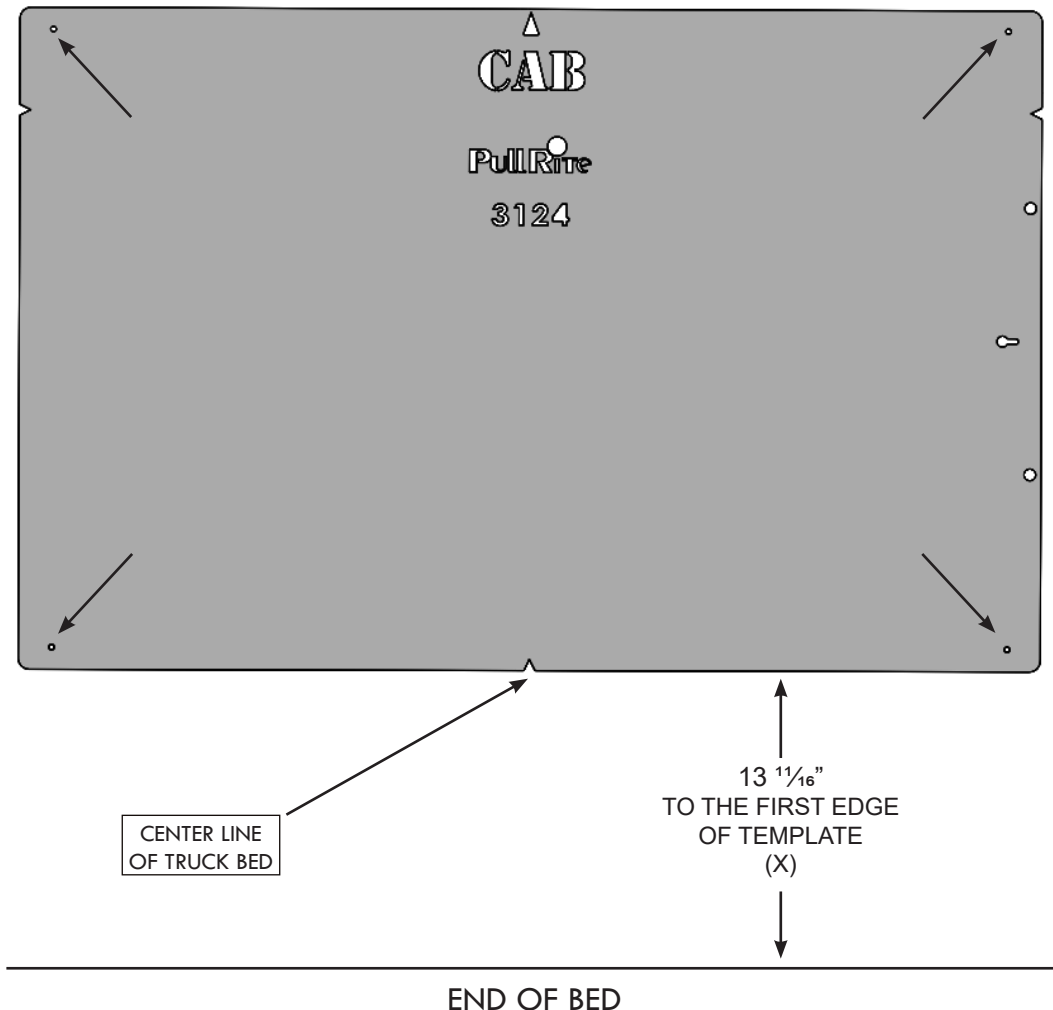 CAB
PullRite
3124
13 11⁄16”
TO THE FIRST EDGE
OF TEMPLATE
(X)
CENTER LINE
OF TRUCK BED
END OF BED